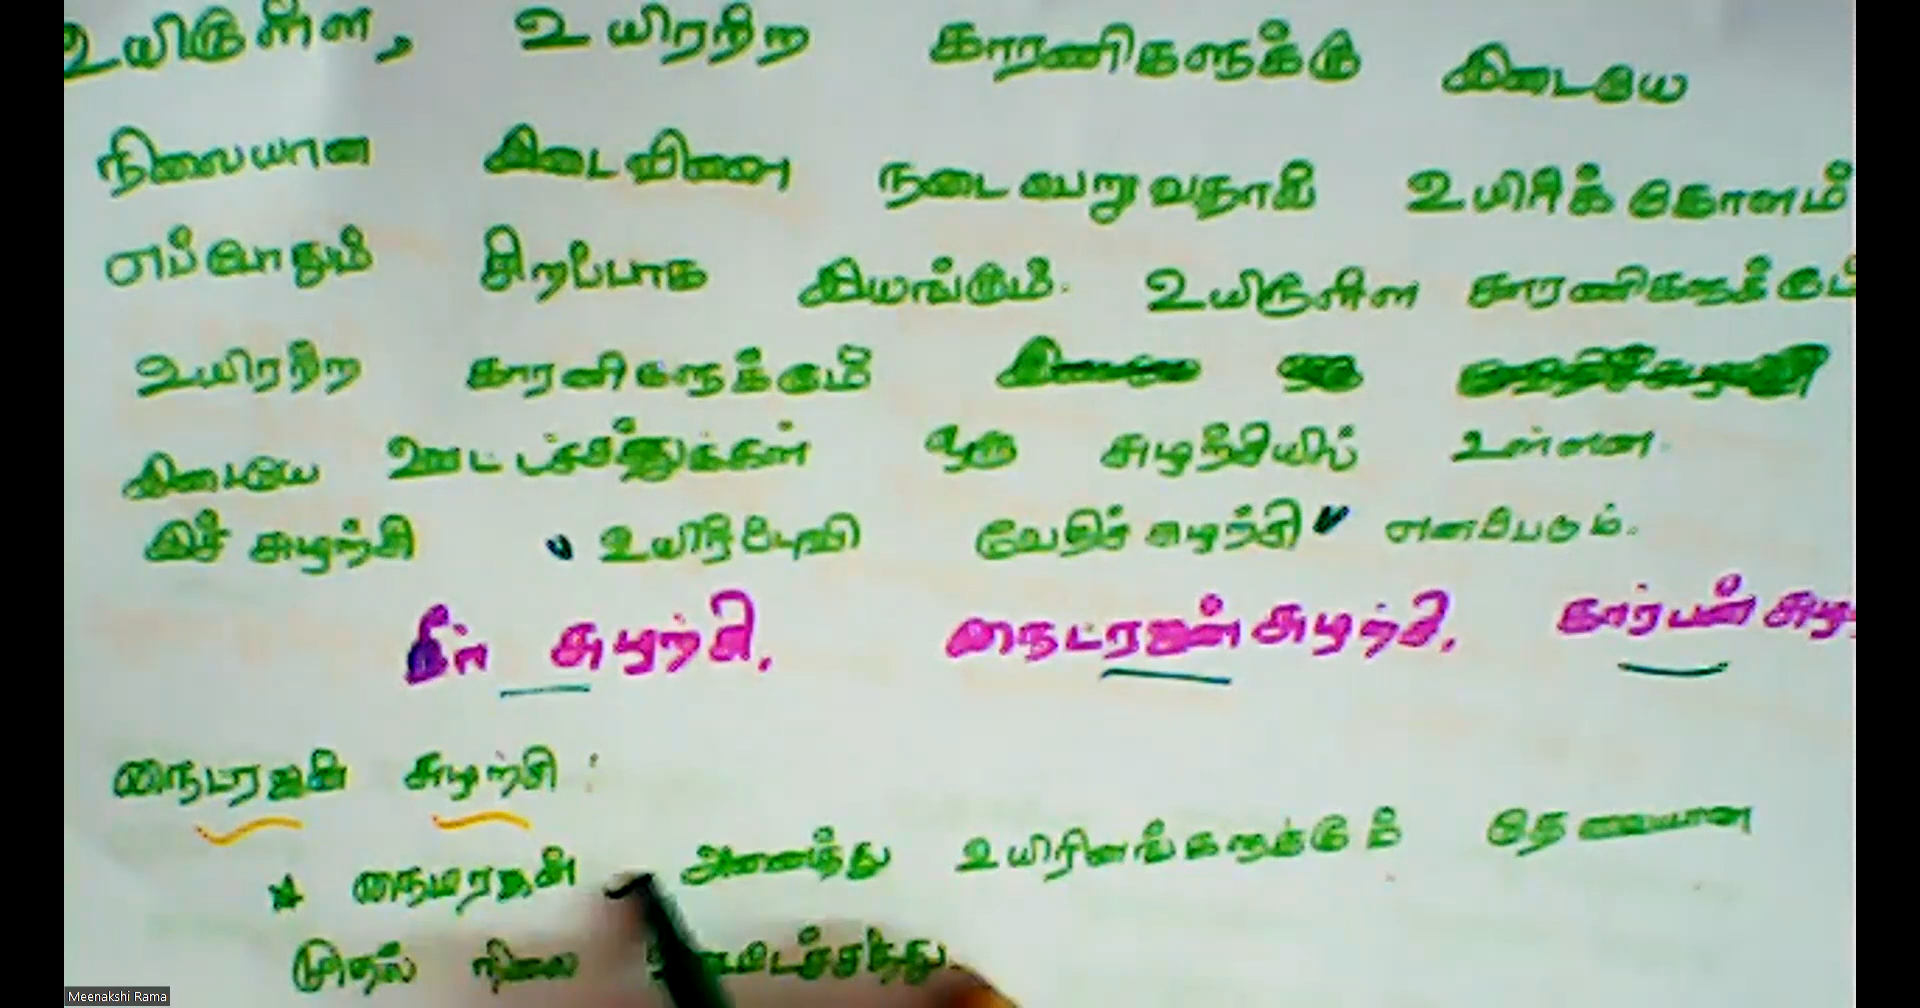 உயிருள்ள, உயிரற்ற காரணிகளுக்கு இடையே
நிலையான இடைவினை நடைபெறுவதால் உயிர்க்கோளம்
எப்போதும் சிறப்பாக இயங்கும். உயிருள்ள காரணிகளுக்கும்
உயிரற்ற காரணிகளுக்கும்
இடையே ஊட்டச்சத்துக்கள் ஒரு சுழற்சியில் உள்ளன.
இச் சுழற்சி " உயிர்புவி வேதிச் சுழற்சி " எனப்படும்.
நீர் சுழற்சி, நைட்ரஜன் சுழற்சி, கார்பன் சுழ
நைட்ரஜன் சுழற்சி :
* நைட்ரஜன் அனைத்து உயிரினங்களுக்கும் தேவையான
முதல் நிலை
Meenakshi Rama